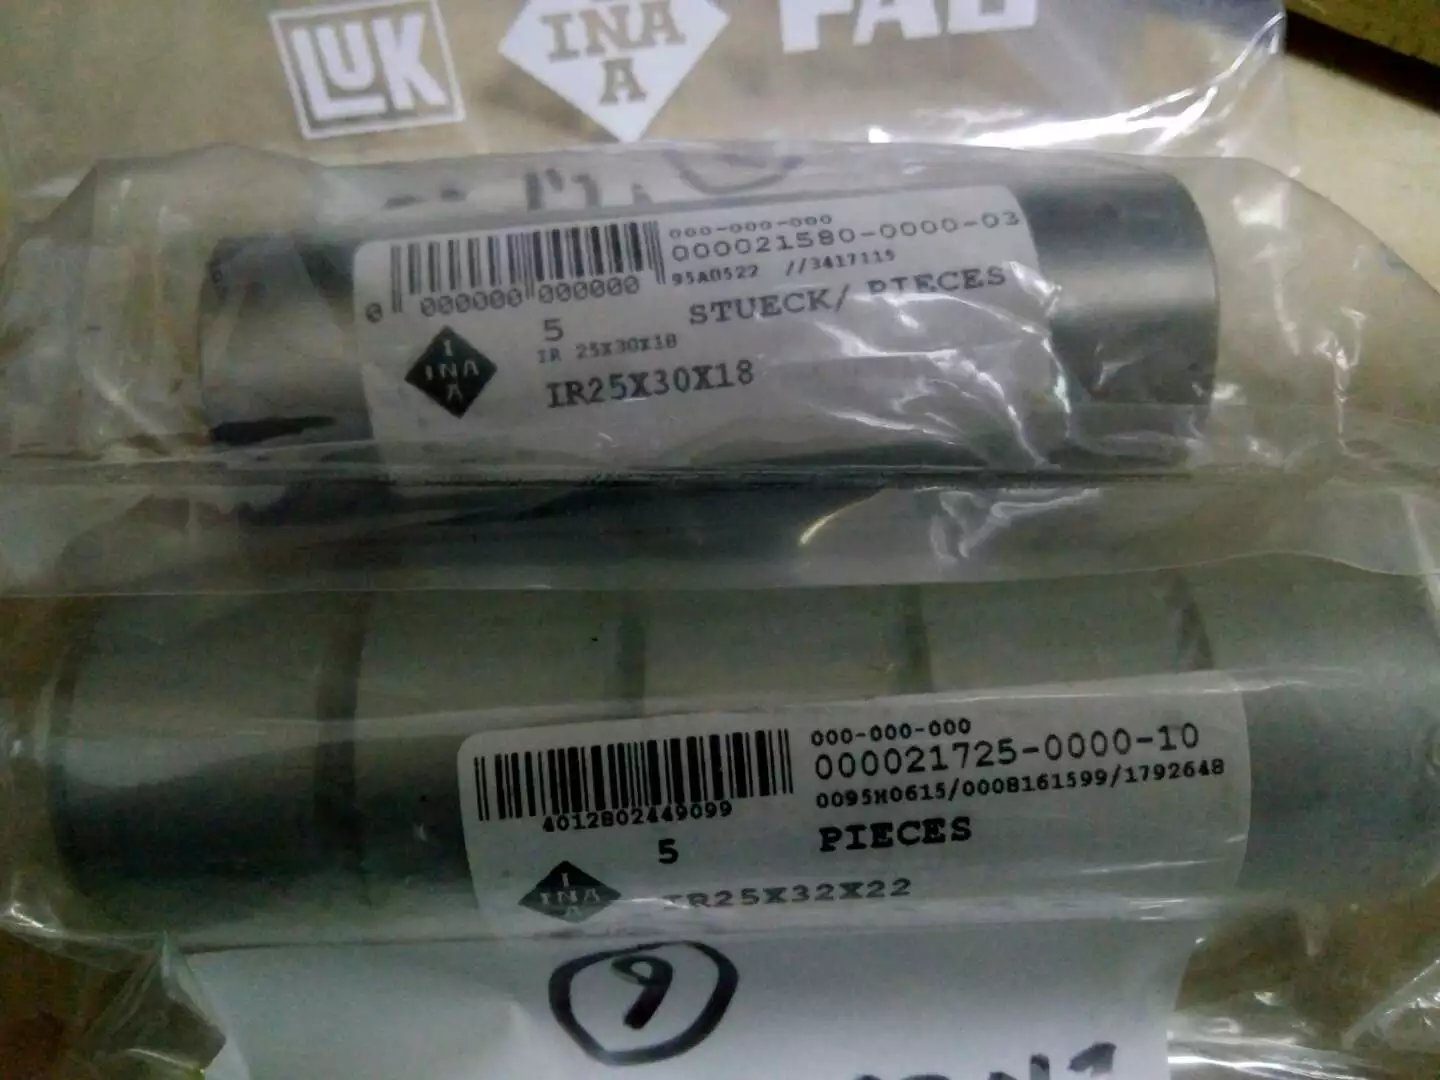 LUK
INA
A
FAG
000-000-000
000021580-0000-03
95A0522 //3417115
0 000000 000000
5 STUECK/ PIECES
IR 25X30X18
IR25X30X18
I
INA
A
000-000-000
000021725-0000-10
0095H0615/0008161599/1792648
4012802449099
5 PIECES
I
INA
A
IR25X32X22
9